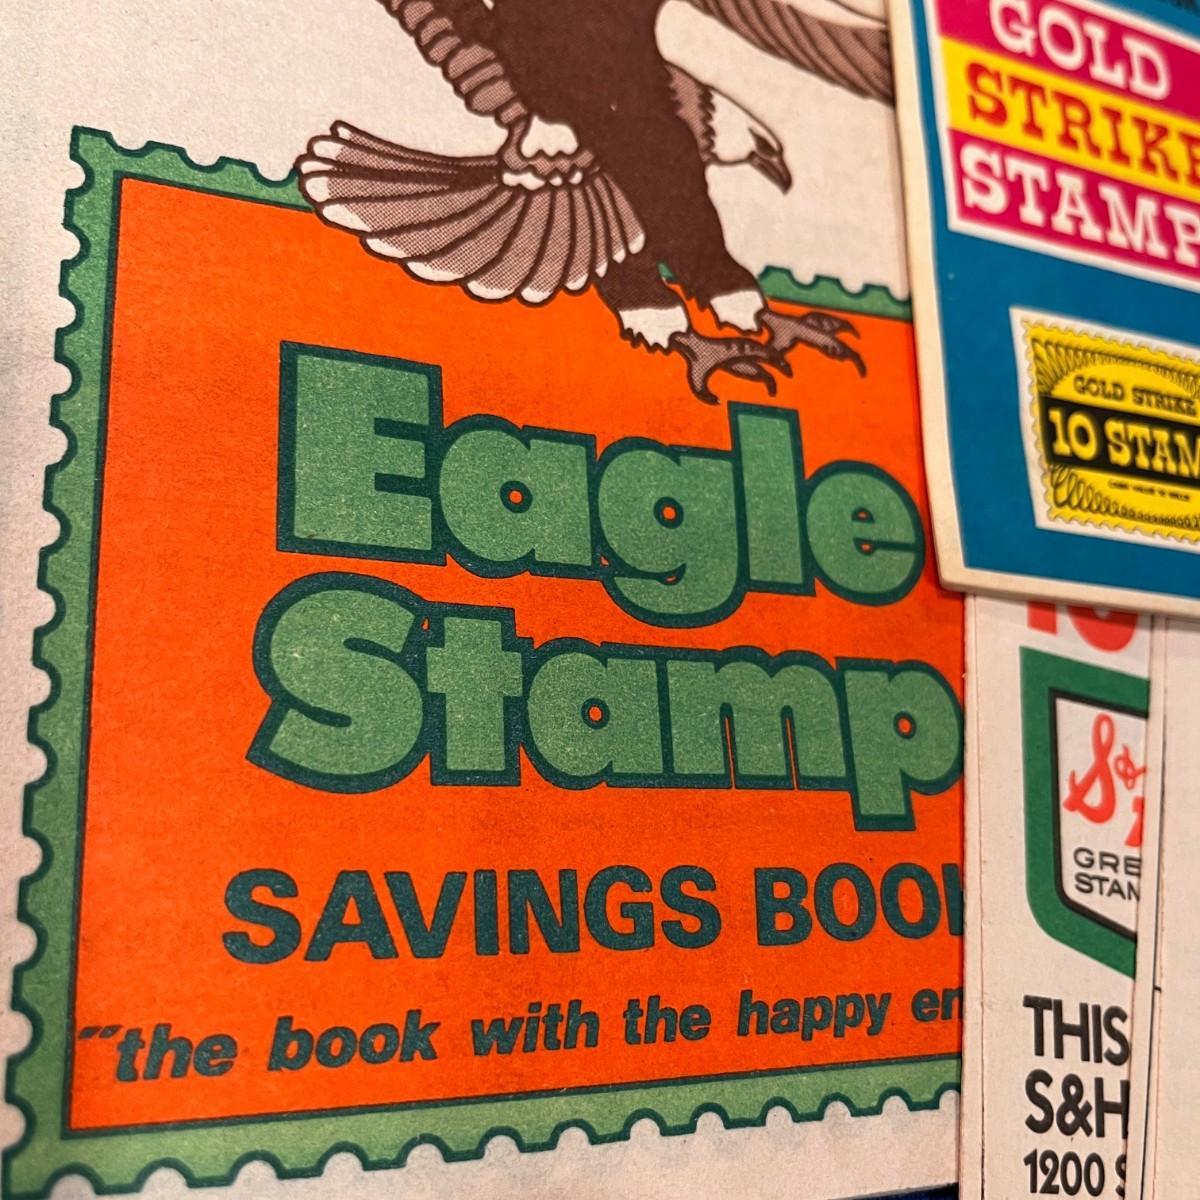 Eagle
Stamp
SAVINGS BOO
"the book with the happy en
GOLD
STRIKE
STAMP
GOLD STRIKE
10 STAM
S&
GRE
STAM
THIS
S&H
1200 S